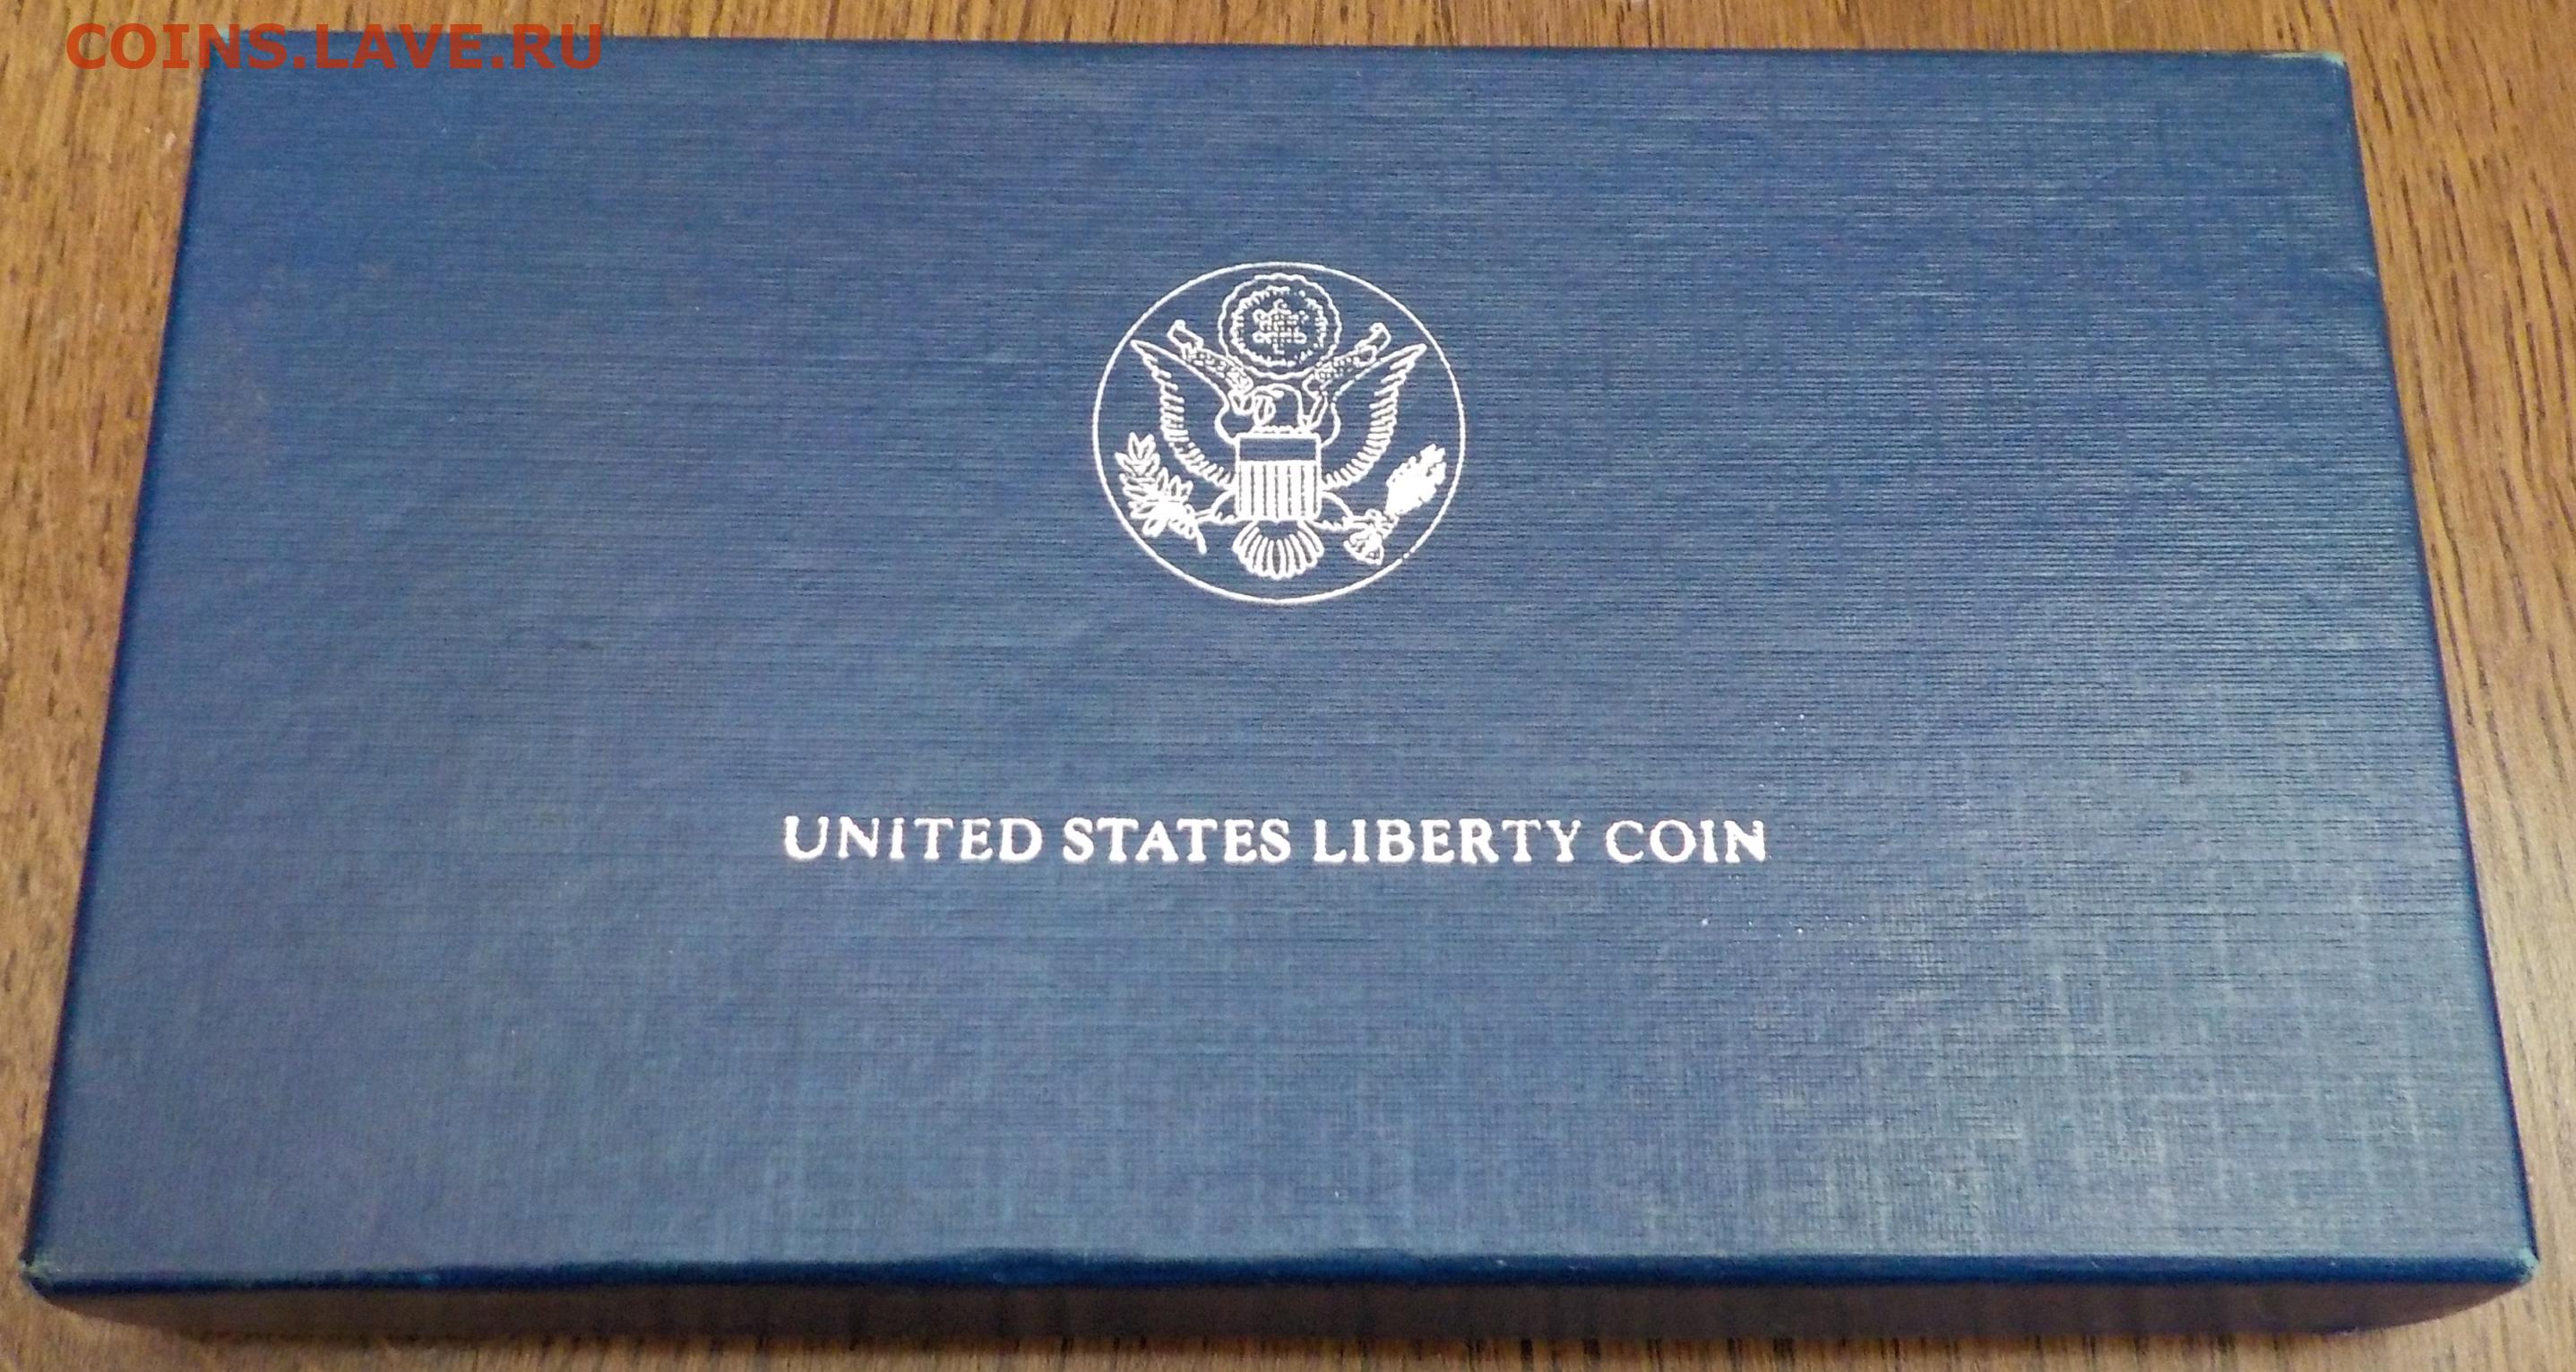 COINS.LAVE.RU
UNITED STATES LIBERTY COIN